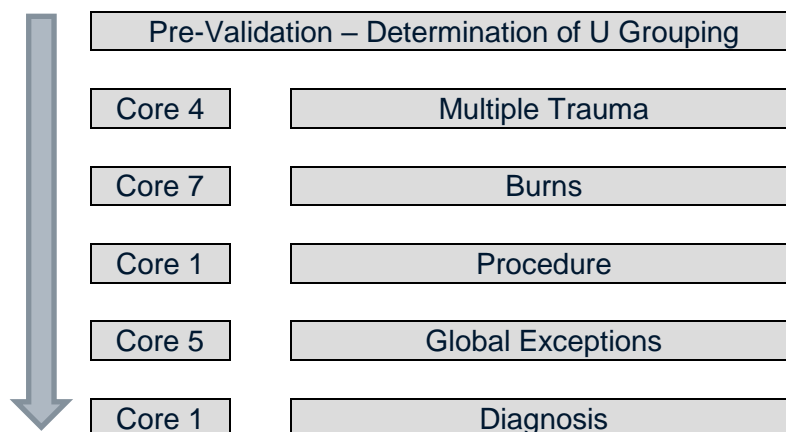 Pre-Validation – Determination of U Grouping
Core 4 Multiple Trauma
Core 7 Burns
Core 1 Procedure
Core 5 Global Exceptions
Core 1 Diagnosis